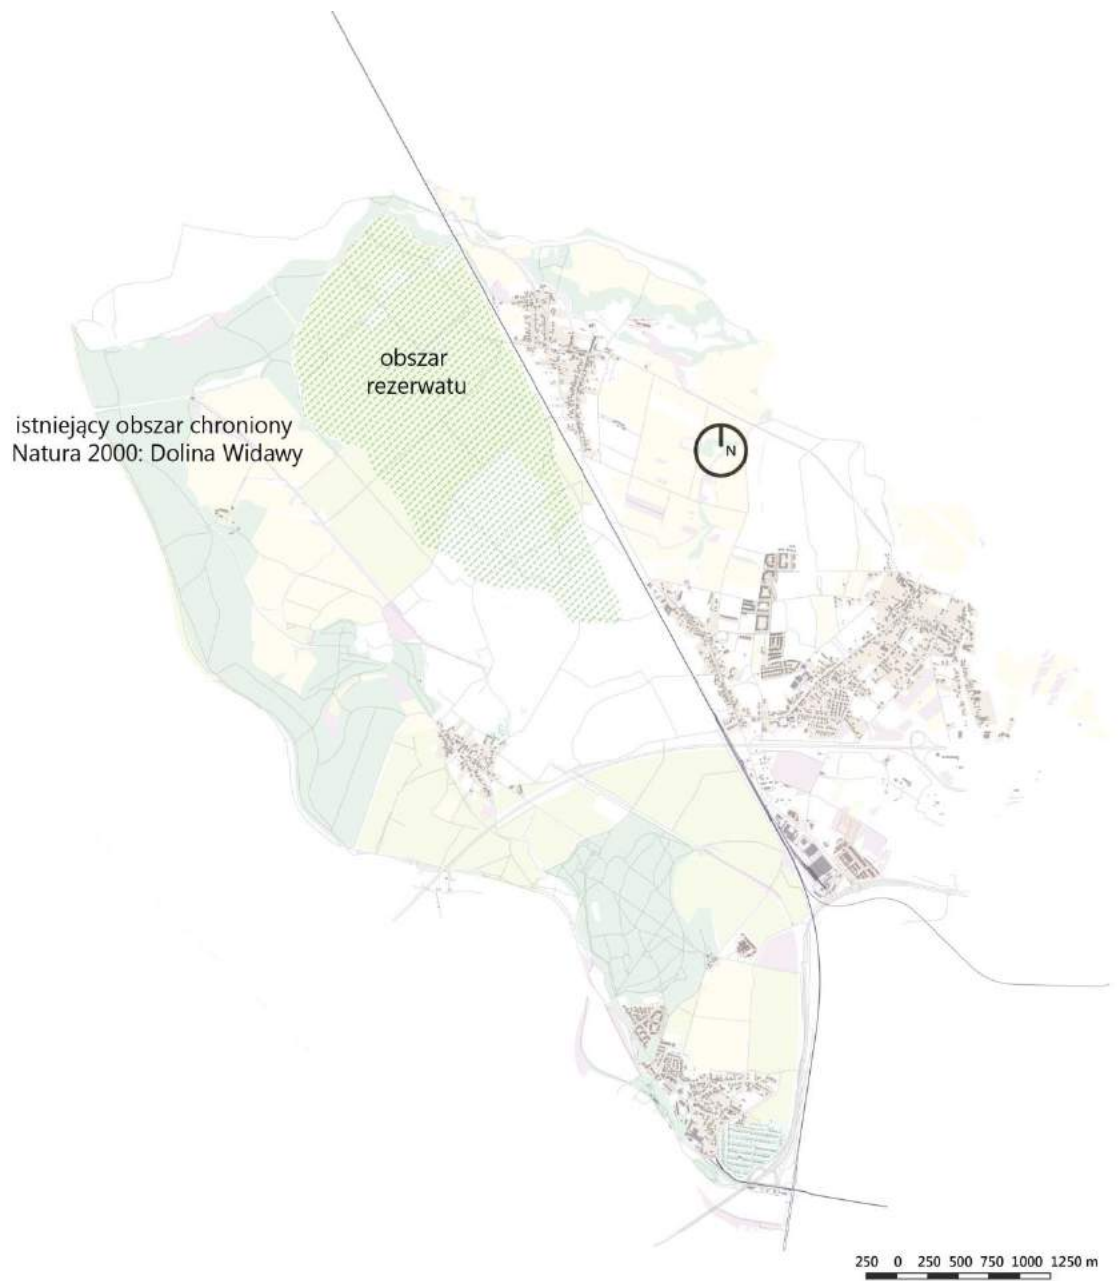 obszar
rezerwatu
istniejący obszar chroniony
Natura 2000: Dolina Widawy
N
250 0 250 500 750 1000 1250 m